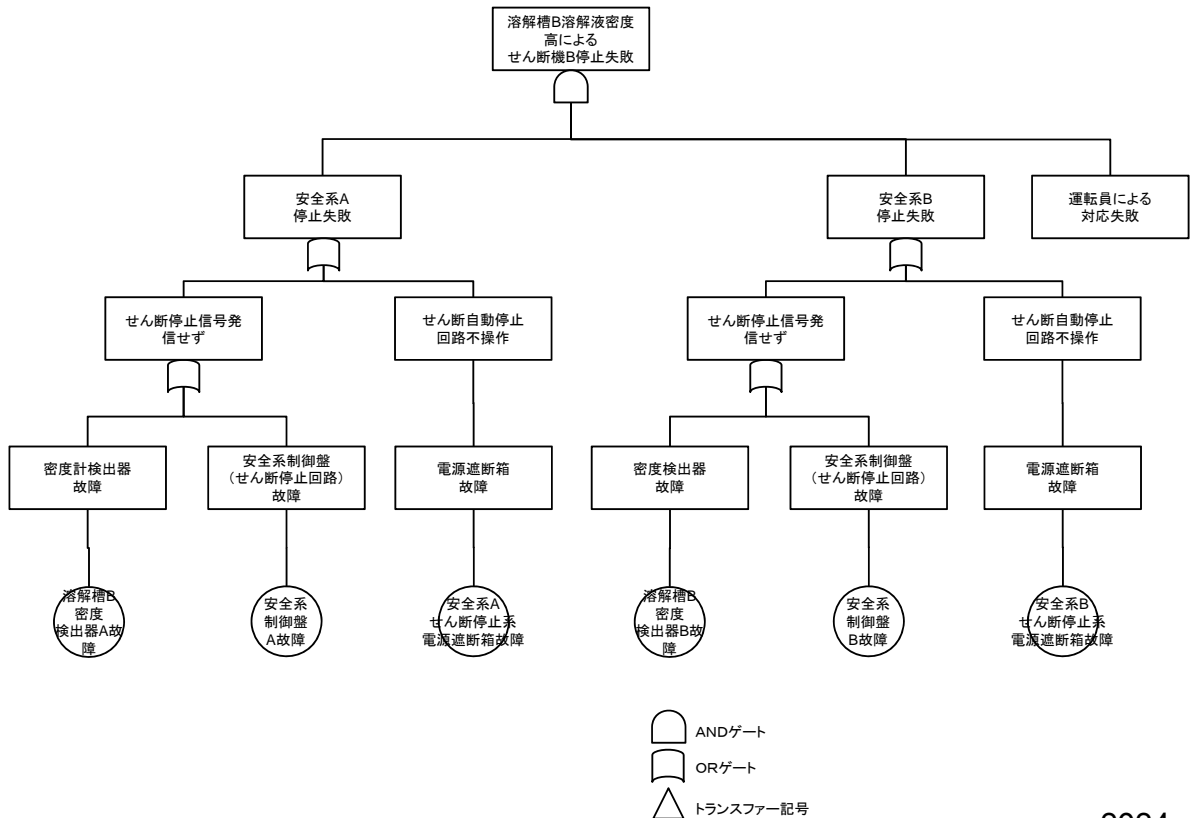 溶解槽B溶解液密度
高による
せん断機B停止失敗
安全系A
停止失敗
安全系B
停止失敗
運転員による
対応失敗
せん断停止信号発
信せず
せん断自動停止
回路不操作
せん断停止信号発
信せず
せん断自動停止
回路不操作
密度計検出器
故障
安全系制御盤
（せん断停止回路）
故障
電源遮断箱
故障
密度検出器
故障
安全系制御盤
（せん断停止回路）
故障
電源遮断箱
故障
溶解槽B
密度
検出器A故
障
安全系
制御盤
A故障
安全系A
せん断停止系
電源遮断箱故障
溶解槽B
密度
検出器B故
障
安全系
制御盤
B故障
安全系B
せん断停止系
電源遮断箱故障
ANDゲート
ORゲート
トランスファー記号